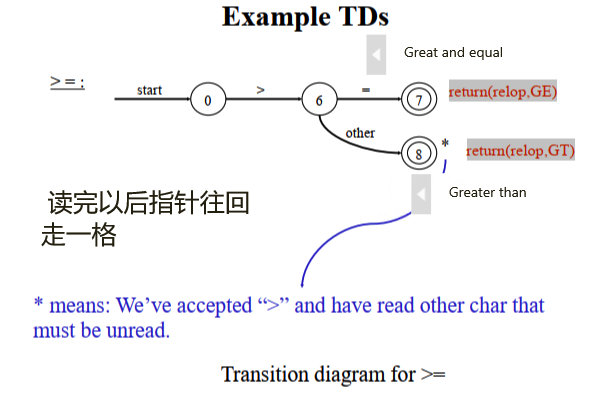 Example TDs
Great and equal
> = :
start
0
>
6
=
7
return(relop,GE)
other
8
*
return(relop,GT)
Greater than
读完以后指针往回
走一格
* means: We’ve accepted “>” and have read other char that
must be unread.
Transition diagram for >=